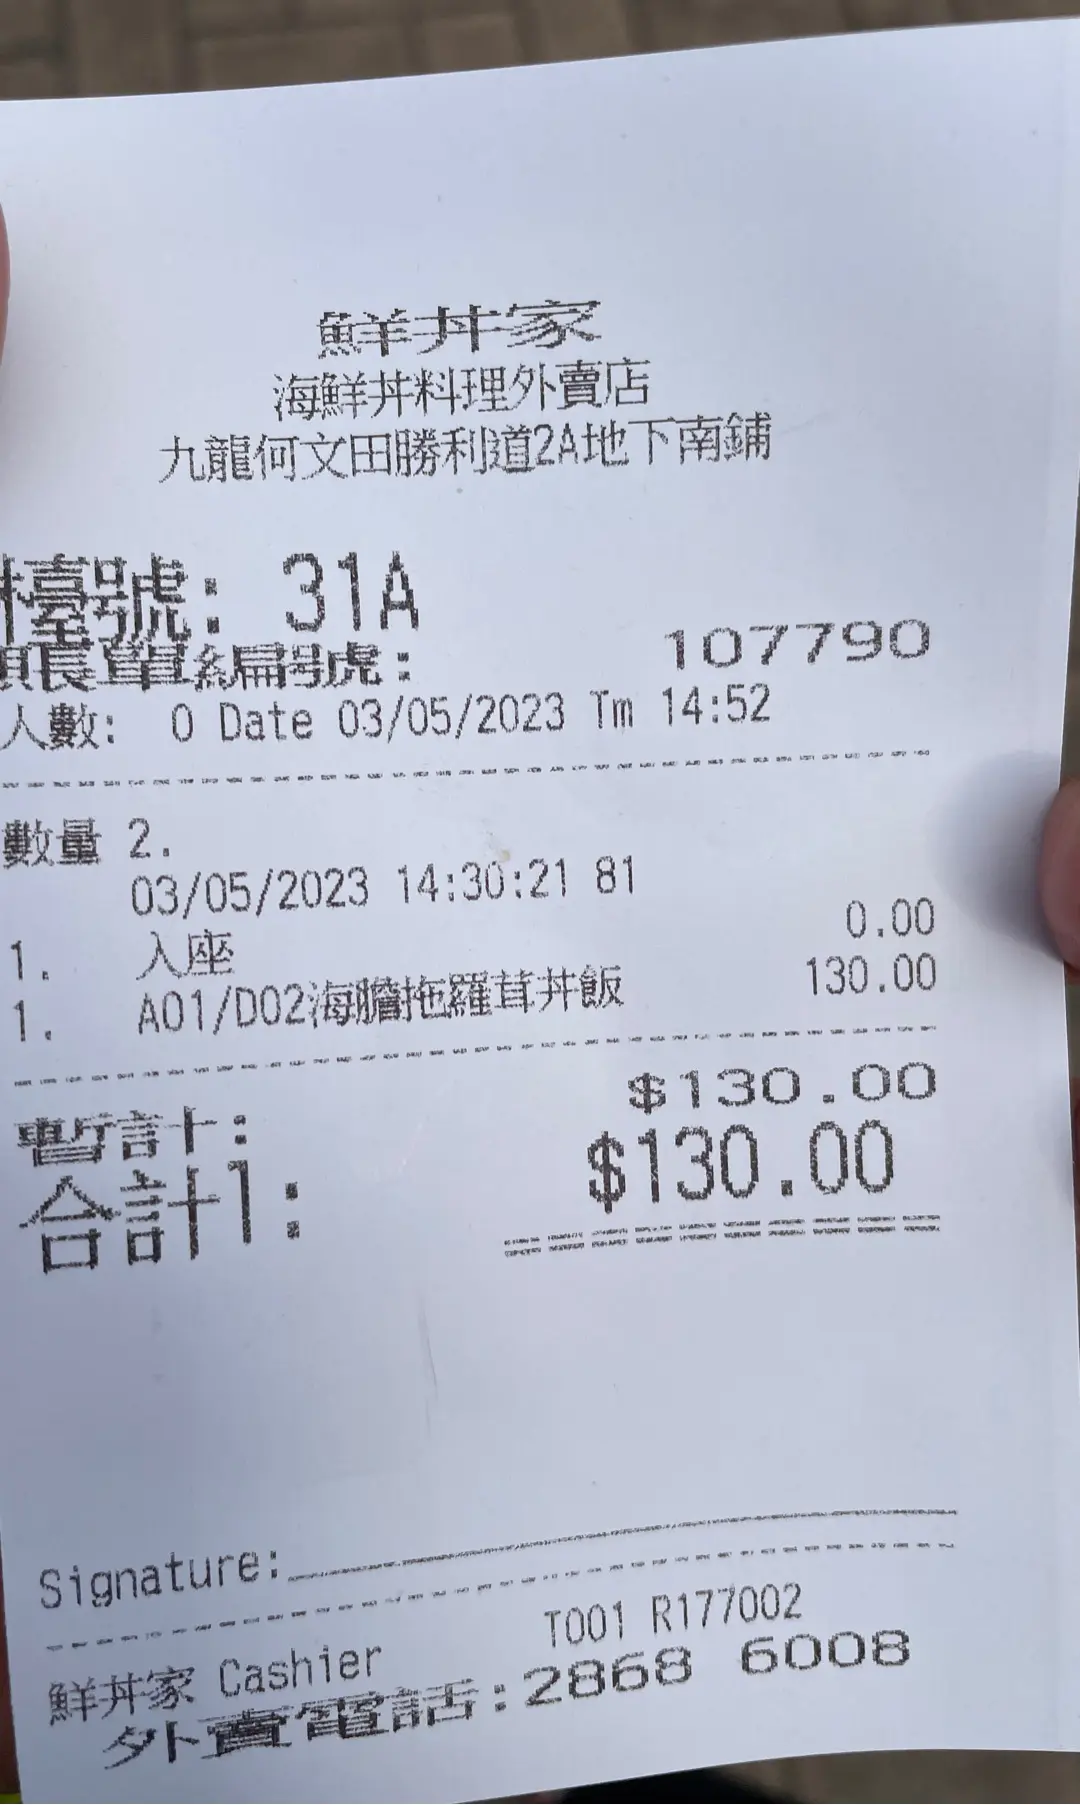 鮮丼家
海鮮丼料理外賣店
九龍何文田勝利道2A地下南鋪
檯號: 31A
賬單編號: 107790
人數: 0 Date 03/05/2023 Tm 14:52
數量 2.
03/05/2023 14:30:21 81
1. 入座 0.00
1. A01/D02海膽拖羅茸丼飯 130.00
暫計: $130.00
合計1: $130.00
Signature:
T001 R177002
鮮丼家 Cashier
外賣電話:2868 6008